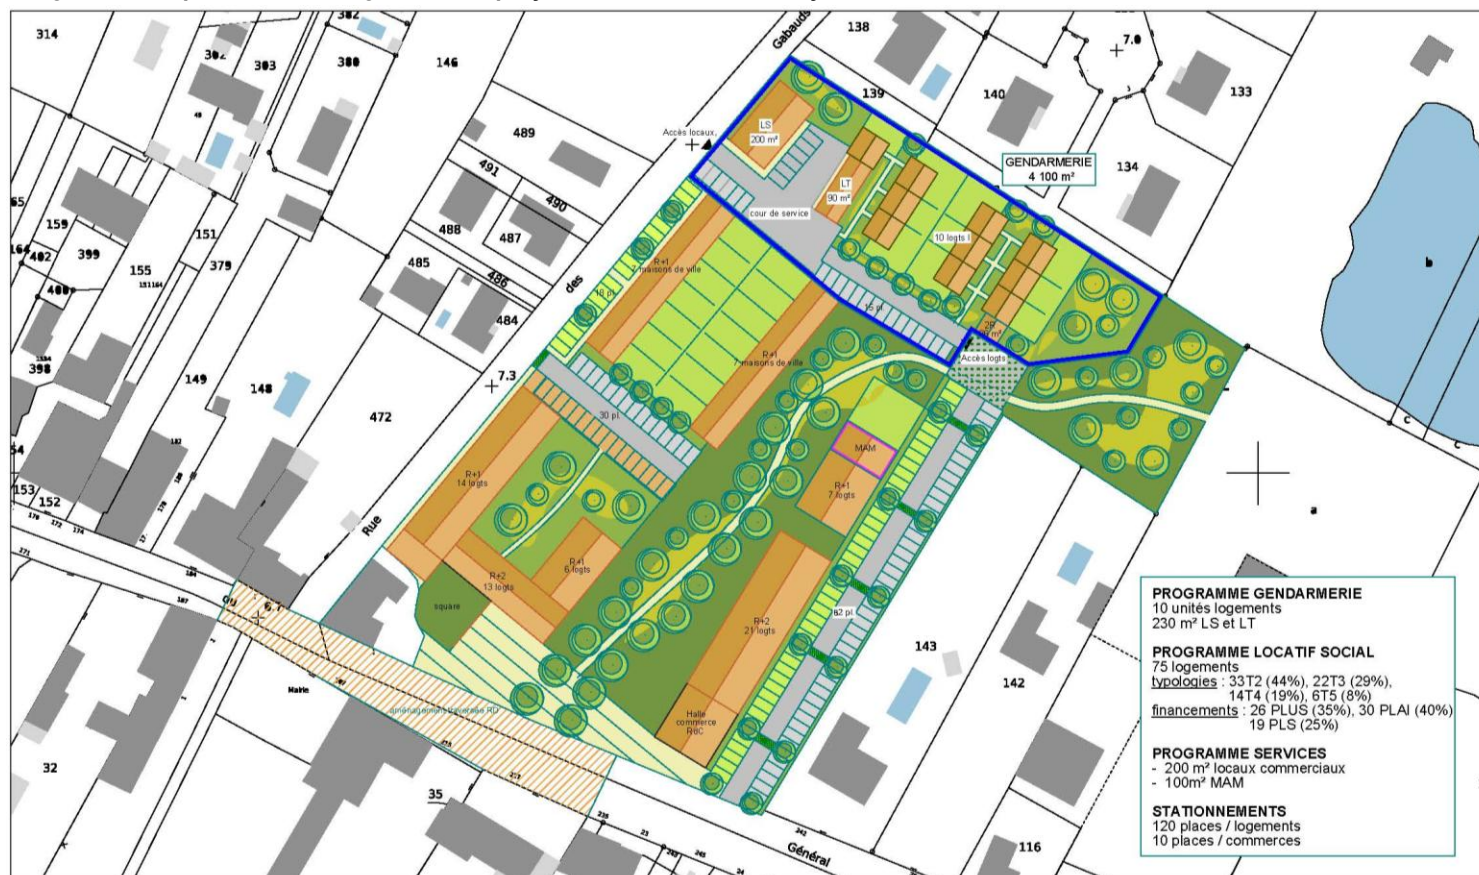 314
382
302
303
380
146
138
7.0
133
139
140
134
Gabauds
Accès locaux,
LS
200 m²
GENDARMERIE
4 100 m²
LT
90 m²
cour de service
10 logts I
489
491
490
488
487
486
485
484
159
399
155
151
379
402
398
149
148
472
7.3
des
Rue
R+1
7 maisons de ville
18 pl.
R+1
7 maisons de ville
15 pl.
Accès logts
30 pl.
MAM
R+1
7 logts
R+1
14 logts
R+2
13 logts
R+1
6 logts
square
R+2
21 logts
82 pl.
Halle
commerce
RdC
b
c
a
153
152
176
172
174
171
Mairie
aménagement traversée RD
143
142
32
35
116
Général
PROGRAMME GENDARMERIE
10 unités logements
230 m² LS et LT
PROGRAMME LOCATIF SOCIAL
75 logements
typologies : 33T2 (44%), 22T3 (29%),
14T4 (19%), 6T5 (8%)
financements : 26 PLUS (35%), 30 PLAI (40%)
19 PLS (25%)
PROGRAMME SERVICES
- 200 m² locaux commerciaux
- 100m² MAM
STATIONNEMENTS
120 places / logements
10 places / commerces